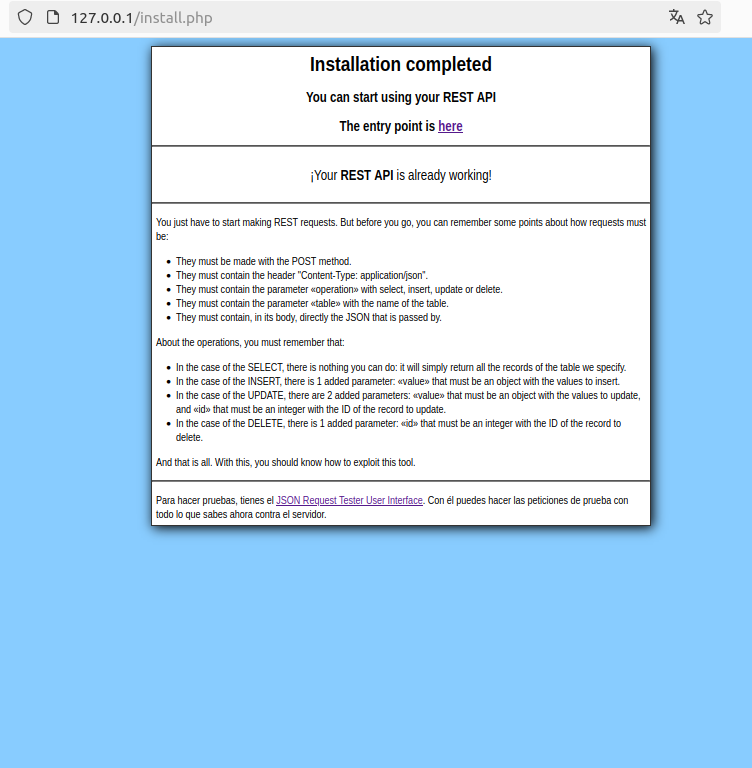 127.0.0.1/install.php
Installation completed
You can start using your REST API
The entry point is here
¡Your REST API is already working!
You just have to start making REST requests. But before you go, you can remember some points about how requests must
be:
• They must be made with the POST method.
• They must contain the header "Content-Type: application/json".
• They must contain the parameter «operation» with select, insert, update or delete.
• They must contain the parameter «table» with the name of the table.
• They must contain, in its body, directly the JSON that is passed by.
About the operations, you must remember that:
• In the case of the SELECT, there is nothing you can do: it will simply return all the records of the table we specify.
• In the case of the INSERT, there is 1 added parameter: «value» that must be an object with the values to insert.
• In the case of the UPDATE, there are 2 added parameters: «value» that must be an object with the values to update,
and «id» that must be an integer with the ID of the record to update.
• In the case of the DELETE, there is 1 added parameter: «id» that must be an integer with the ID of the record to
delete.
And that is all. With this, you should know how to exploit this tool.
Para hacer pruebas, tienes el JSON Request Tester User Interface. Con él puedes hacer las peticiones de prueba con
todo lo que sabes ahora contra el servidor.